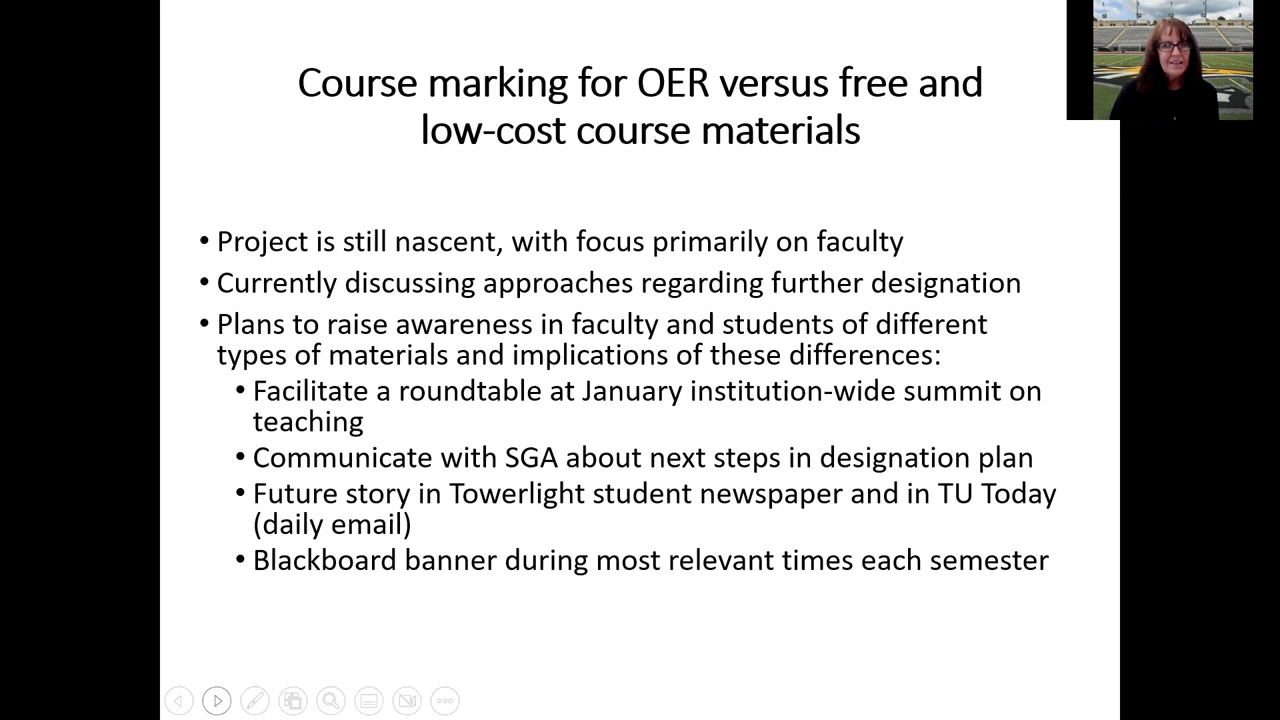 Course marking for OER versus free and
low-cost course materials
• Project is still nascent, with focus primarily on faculty
• Currently discussing approaches regarding further designation
• Plans to raise awareness in faculty and students of different
types of materials and implications of these differences:
• Facilitate a roundtable at January institution-wide summit on
teaching
• Communicate with SGA about next steps in designation plan
• Future story in Towerlight student newspaper and in TU Today
(daily email)
• Blackboard banner during most relevant times each semester